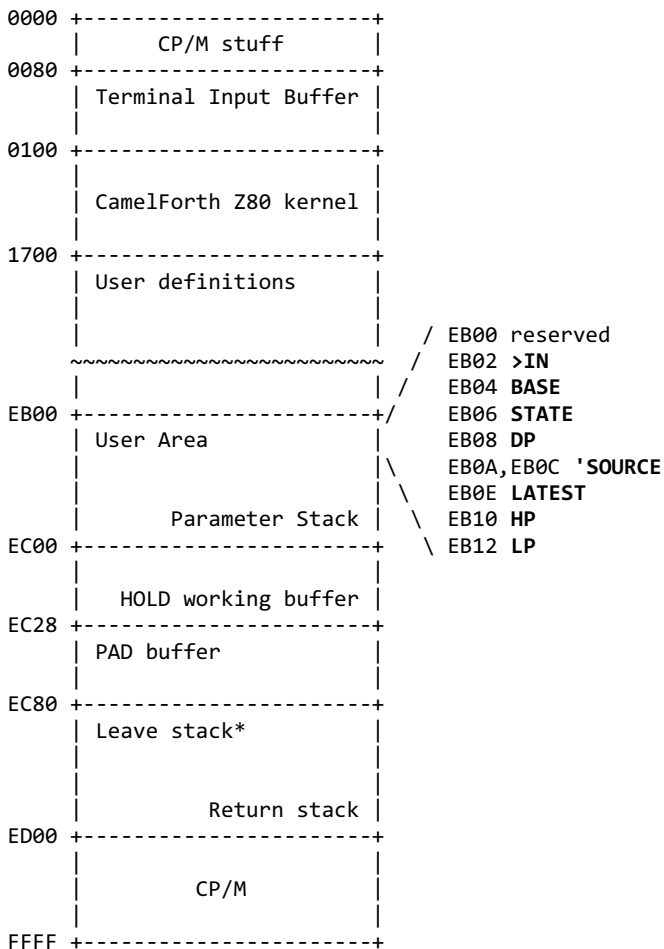 0000
CP/M stuff
0080
Terminal Input Buffer
0100
CamelForth Z80 kernel
1700
User definitions
EB00 reserved
EB02 >IN
EB04 BASE
EB00
EB06 STATE
User Area
EB08 DP
EB0A,EB0C 'SOURCE
EB0E LATEST
Parameter Stack
EB10 HP
EC00
EB12 LP
HOLD working buffer
EC28
PAD buffer
EC80
Leave stack*
Return stack
ED00
CP/M
FFFF